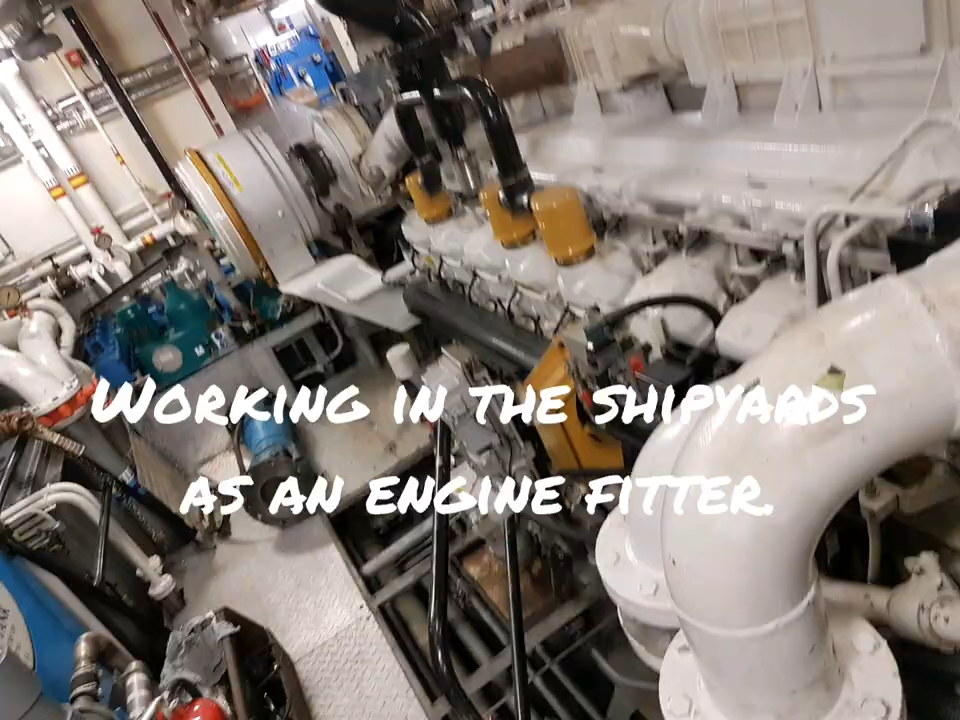 Working in the shipyards
as an engine fitter.